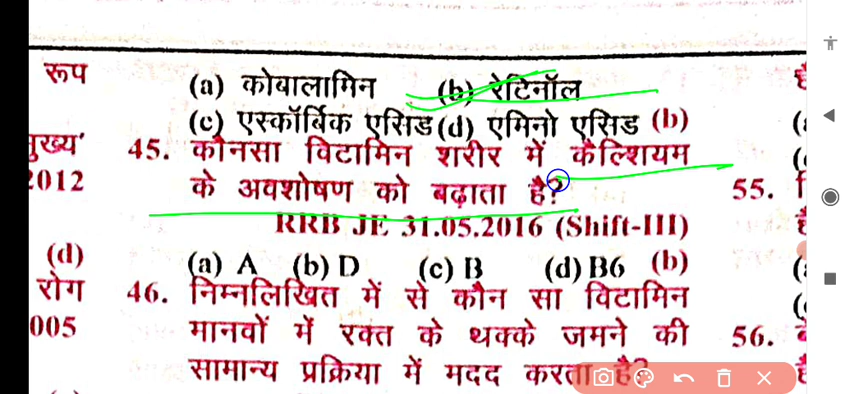 रूप
(a) कोबालामिन (b) रेटिनॉल
(c) एस्कॉर्बिक एसिड (d) एमिनो एसिड (b)
मुख्य'
45. कौनसा विटामिन शरीर में कैल्शियम
2012
के अवशोषण को बढ़ाता है?
55.
RRB JE 31.05.2016 (Shift-III)
(d)
(a) A (b) D (c) B (d) B6 (b)
रोग
46. निम्नलिखित में से कौन सा विटामिन
005
मानवों में रक्त के थक्के जमने की
56.
सामान्य प्रक्रिया में मदद करता है?